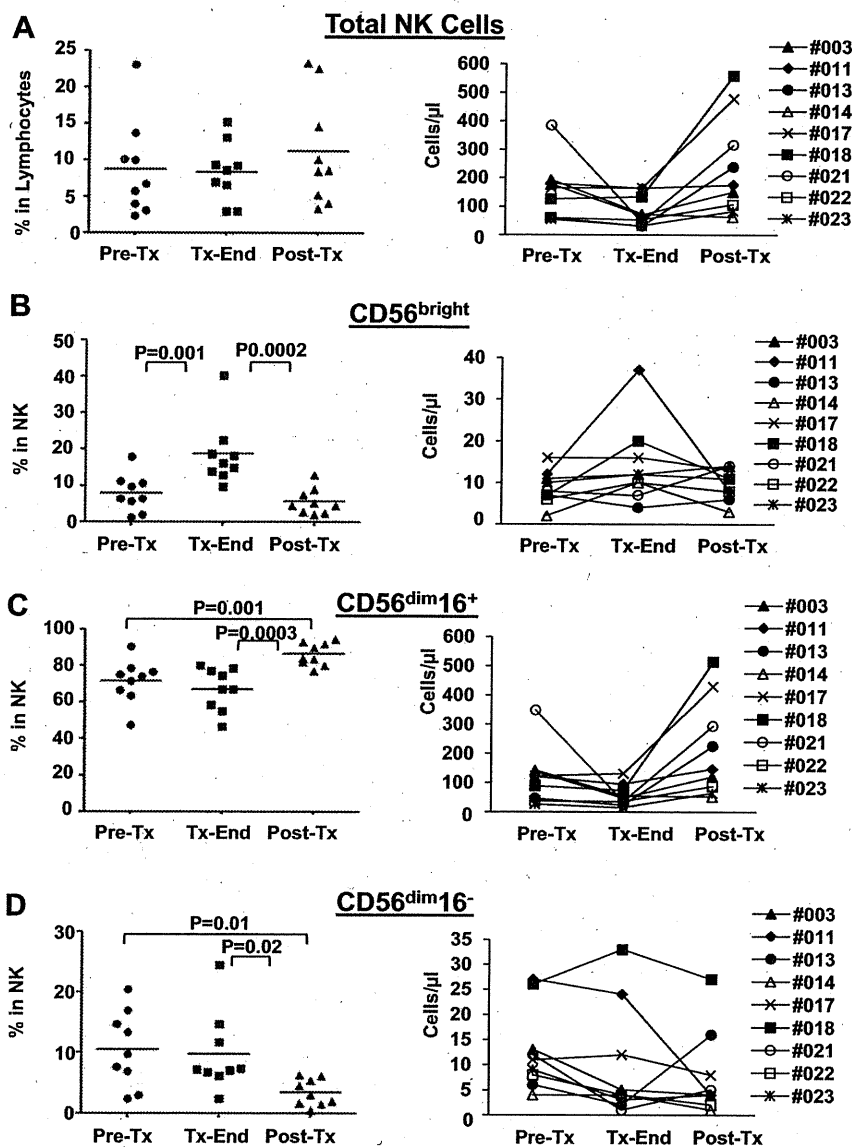 A
Total NK Cells
% in Lymphocytes
25
20
15
10
5
0
Pre-Tx Tx-End Post-Tx
Cells/µl
600
500
400
300
200
100
0
Pre-Tx Tx-End Post-Tx
#003
#011
#013
#014
#017
#018
#021
#022
#023
B
CD56bright
% in NK
50
40
30
20
10
0
P=0.001 P0.0002
Pre-Tx Tx-End Post-Tx
Cells/µl
40
30
20
10
0
Pre-Tx Tx-End Post-Tx
#003
#011
#013
#014
#017
#018
#021
#022
#023
C
CD56dim16+
% in NK
100
80
60
40
20
0
P=0.001
P=0.0003
Pre-Tx Tx-End Post-Tx
Cells/µl
600
500
400
300
200
100
0
Pre-Tx Tx-End Post-Tx
#003
#011
#013
#014
#017
#018
#021
#022
#023
D
CD56dim16-
% in NK
30
20
10
0
P=0.01
P=0.02
Pre-Tx Tx-End Post-Tx
Cells/µl
35
30
25
20
15
10
5
0
Pre-Tx Tx-End Post-Tx
#003
#011
#013
#014
#017
#018
#021
#022
#023